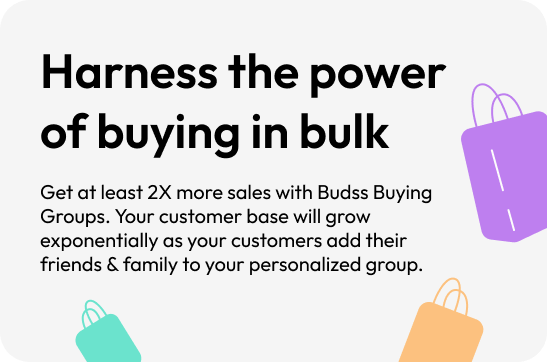 Harness the power
of buying in bulk
Get at least 2X more sales with Budss Buying
Groups. Your customer base will grow
exponentially as your customers add their
friends & family to your personalized group.